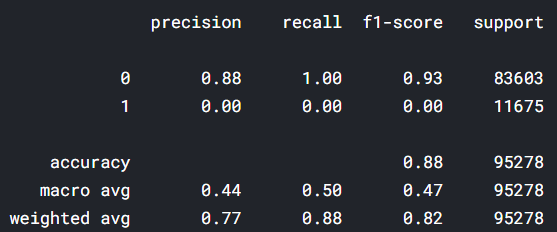 precision recall f1-score support
0 0.88 1.00 0.93 83603
1 0.00 0.00 0.00 11675
accuracy 0.88 95278
macro avg 0.44 0.50 0.47 95278
weighted avg 0.77 0.88 0.82 95278